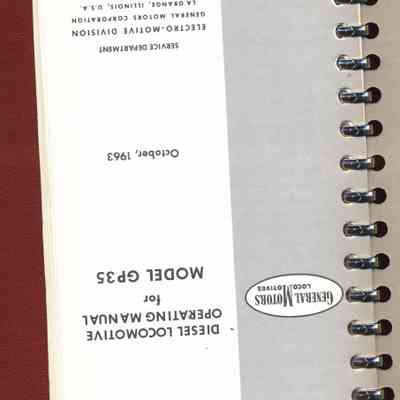 DIESEL LOCOMOTIVE
OPERATING MANUAL
for
MODEL GP35
GENERAL MOTORS
LOCOMOTIVES
October, 1963
SERVICE DEPARTMENT
ELECTRO-MOTIVE DIVISION
GENERAL MOTORS CORPORATION
LA GRANGE, ILLINOIS, U.S.A.